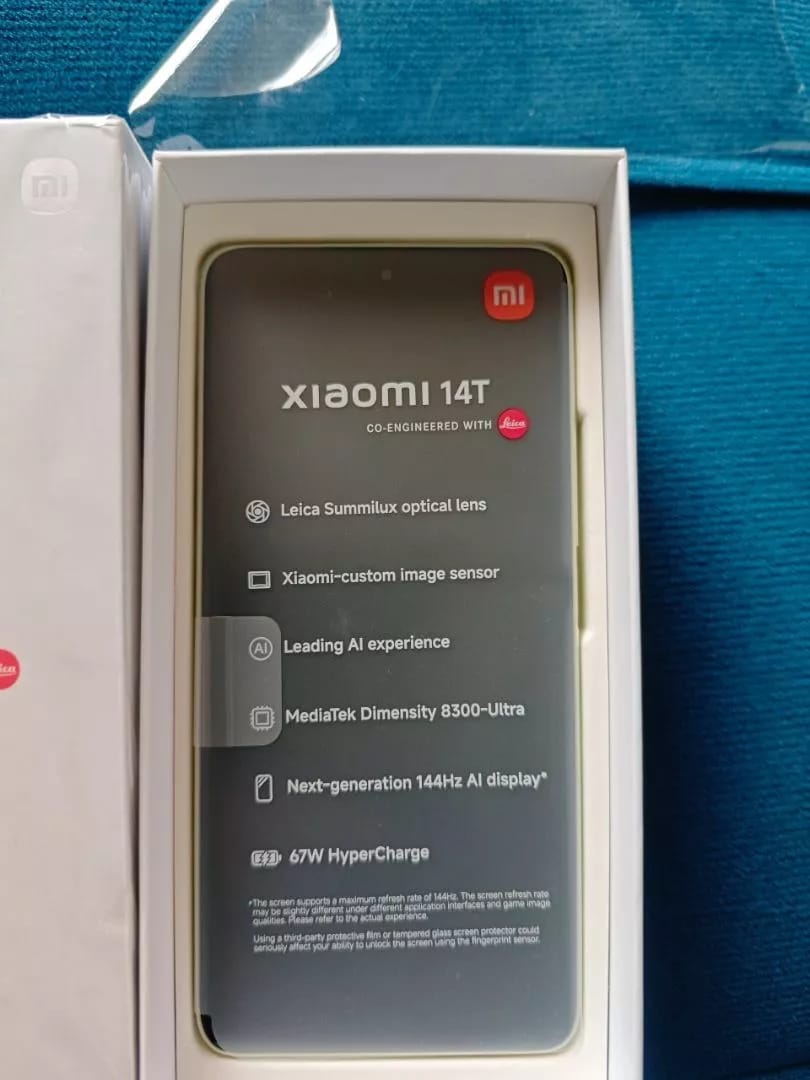 mi
mi
XIAOMI 14T
CO-ENGINEERED WITH Leica
Leica Summilux optical lens
Xiaomi-custom image sensor
AI Leading AI experience
MediaTek Dimensity 8300-Ultra
Next-generation 144Hz AI display*
67W HyperCharge
*The screen supports a maximum refresh rate of 144Hz. The screen refresh rate
may be slightly different under different application interfaces and game image
qualities. Please refer to the actual experience.
Using a third-party protective film or tempered glass screen protector could
seriously affect your ability to unlock the screen using the fingerprint sensor.